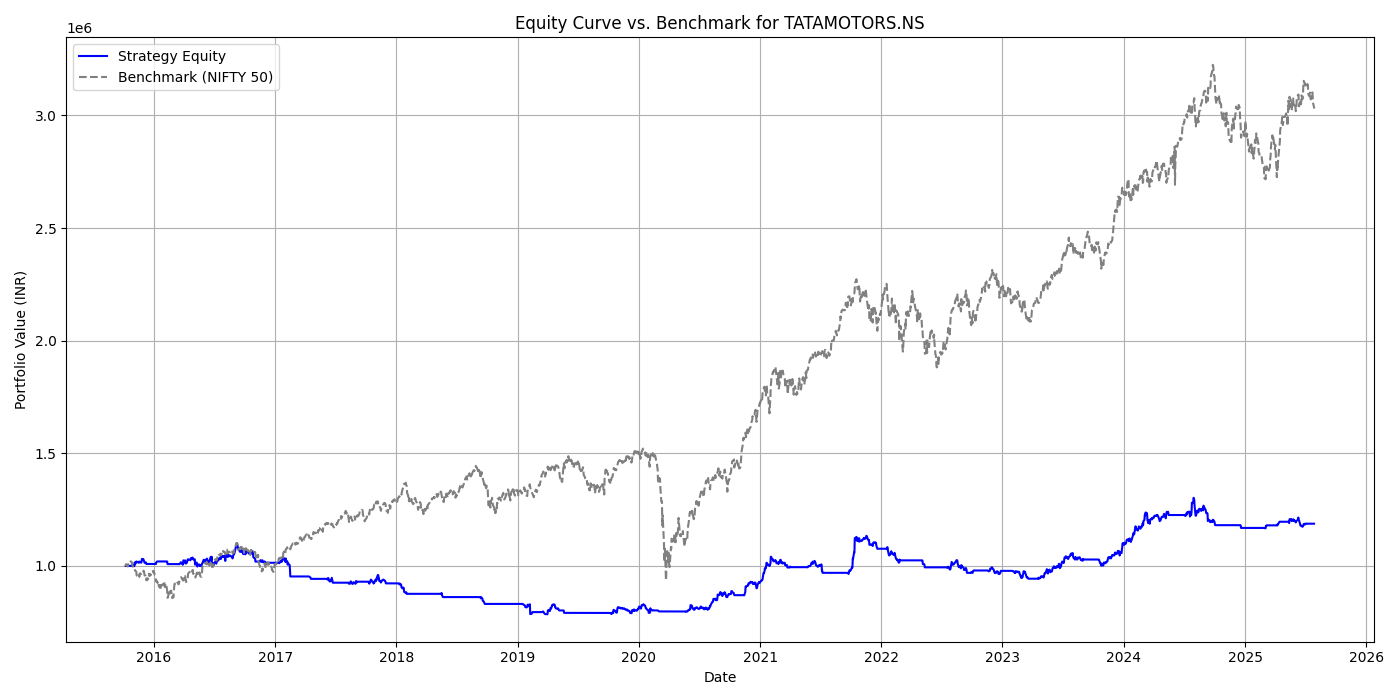 Equity Curve vs. Benchmark for TATAMOTORS.NS
1e6
Strategy Equity
Benchmark (NIFTY 50)
3.0
2.5
2.0
1.5
1.0
Portfolio Value (INR)
2016 2017 2018 2019 2020 2021 2022 2023 2024 2025 2026
Date